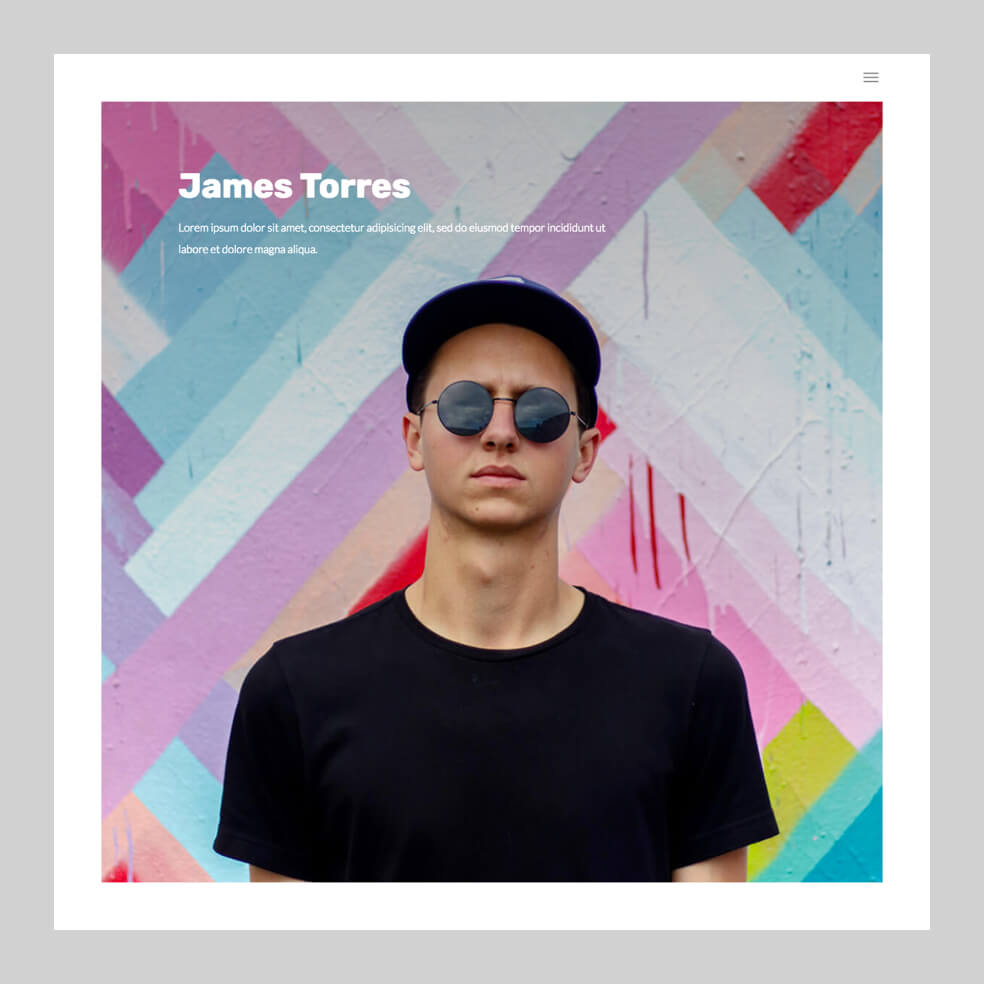 James Torres
Lorem ipsum dolor sit amet, consectetur adipisicing elit, sed do eiusmod tempor incididunt ut
labore et dolore magna aliqua.